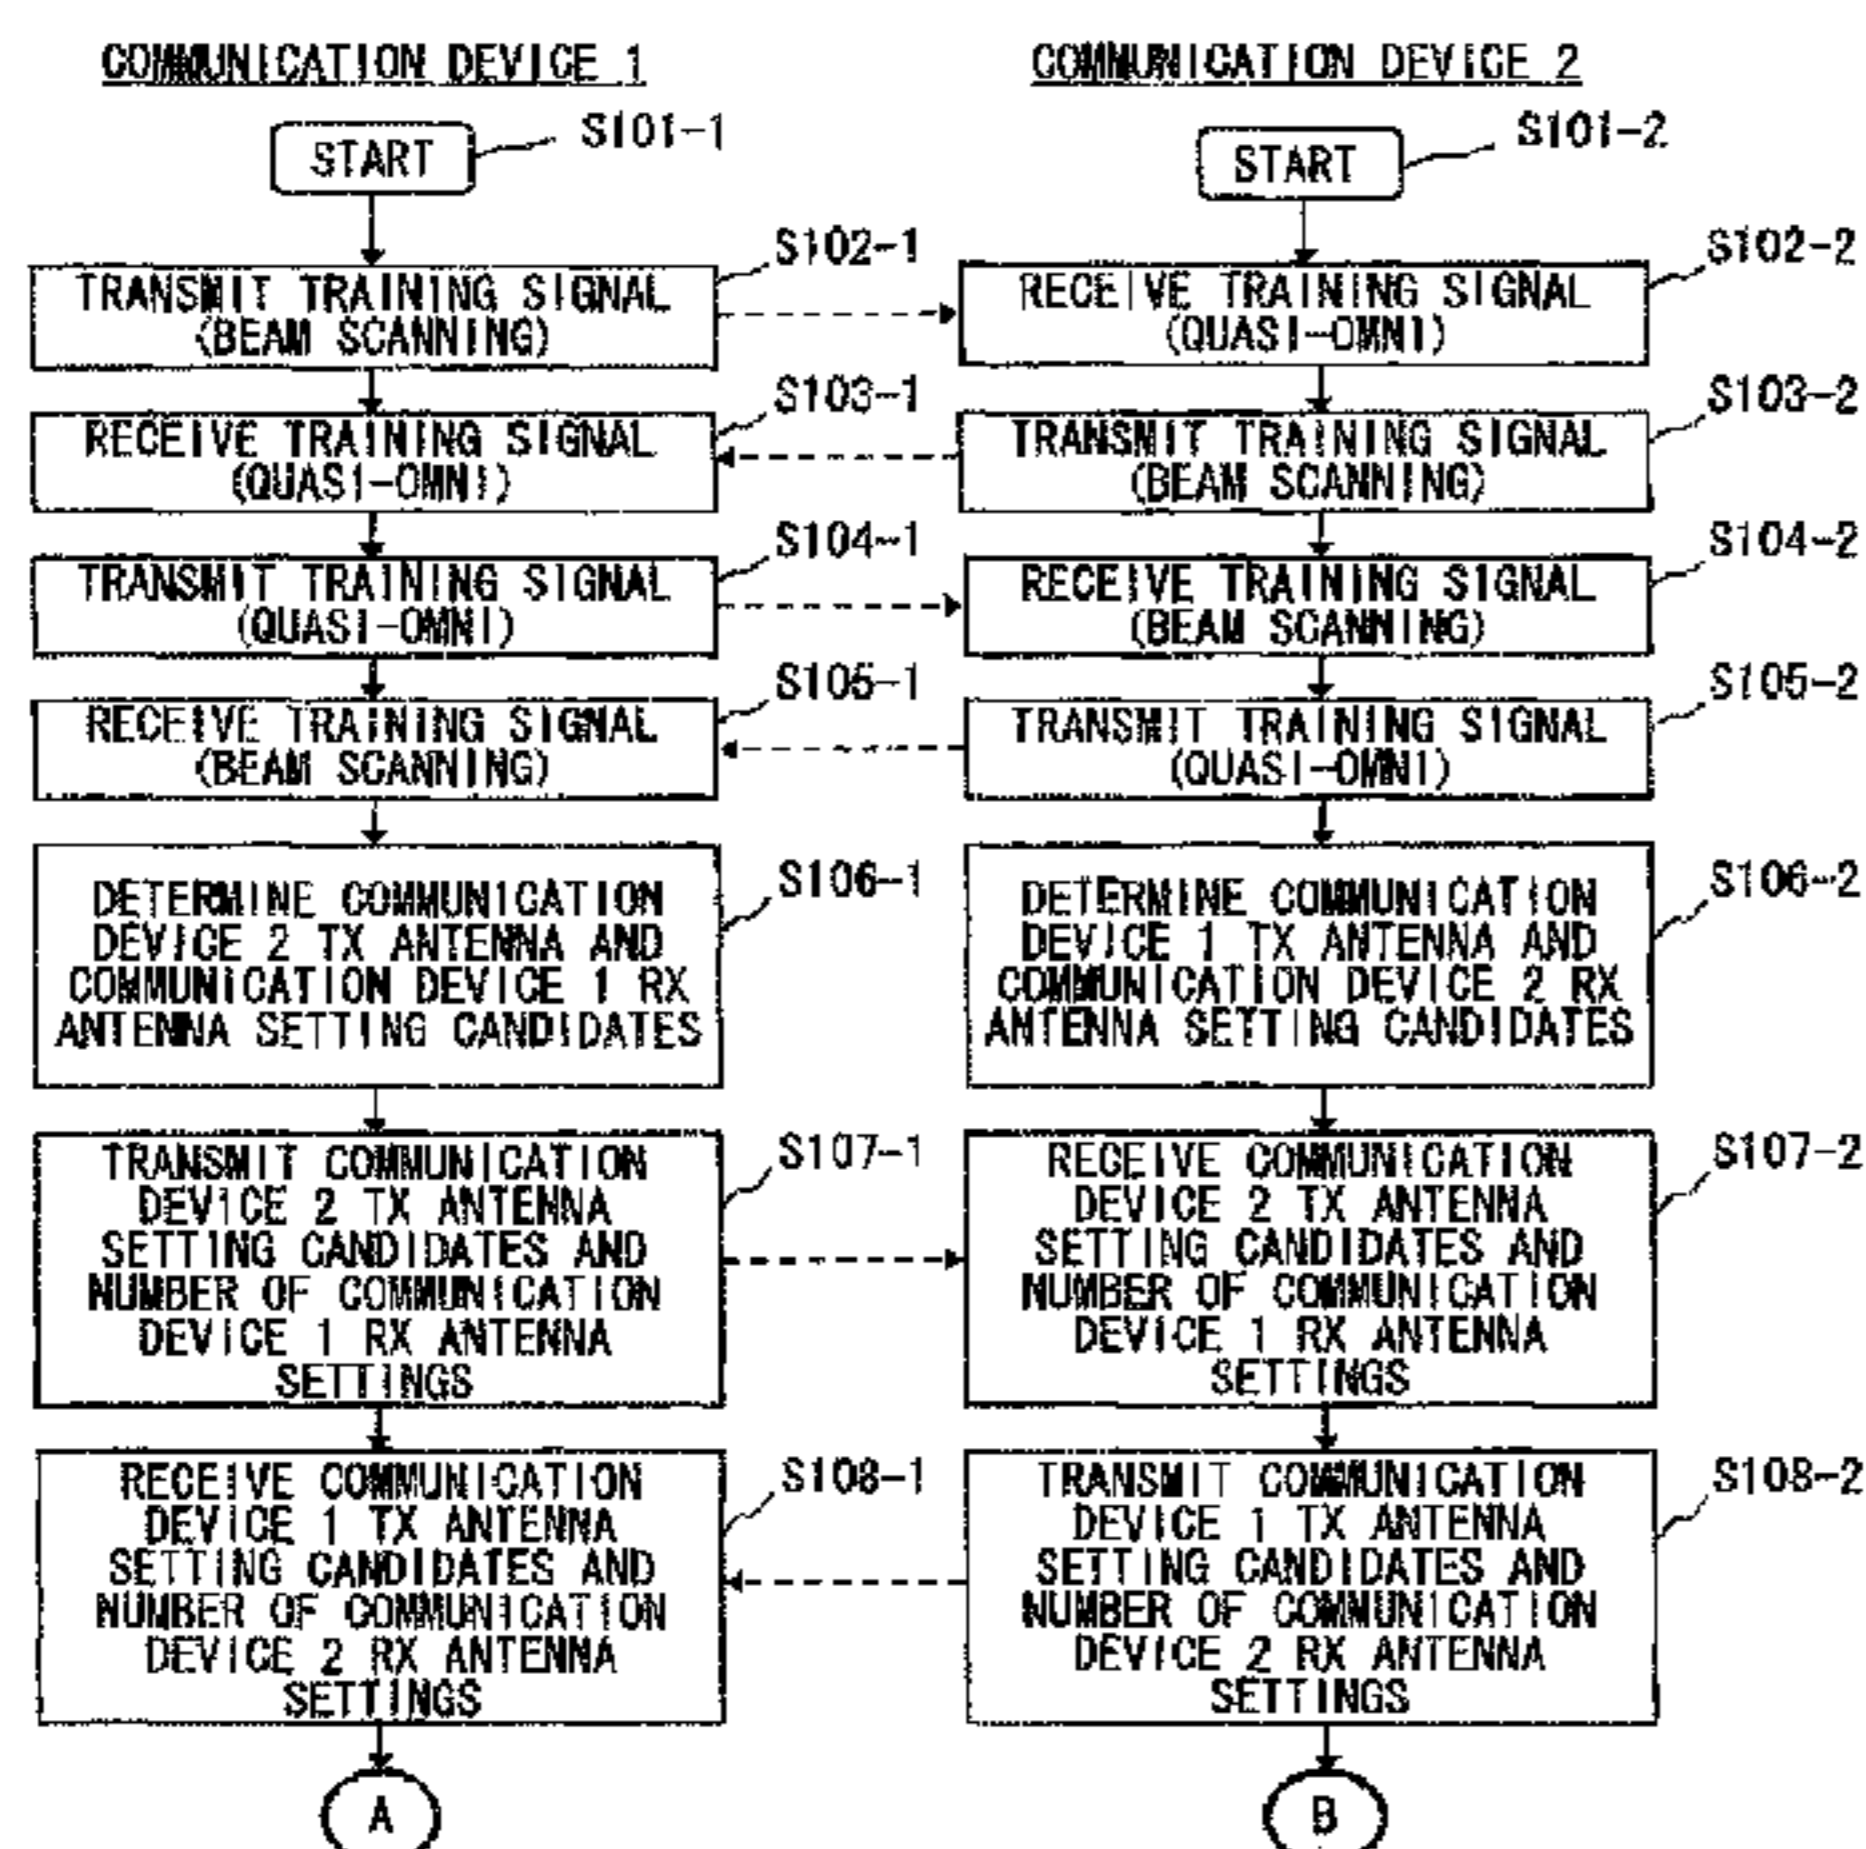 COMMUNICATION DEVICE 1
START
S101-1
S102-1
TRANSMIT TRAINING SIGNAL
(BEAM SCANNING)
S103-1
RECEIVE TRAINING SIGNAL
(QUASI-OMNI)
S104-1
TRANSMIT TRAINING SIGNAL
(QUASI-OMNI)
S105-1
RECEIVE TRAINING SIGNAL
(BEAM SCANNING)
S106-1
DETERMINE COMMUNICATION
DEVICE 2 TX ANTENNA AND
COMMUNICATION DEVICE 1 RX
ANTENNA SETTING CANDIDATES
S107-1
TRANSMIT COMMUNICATION
DEVICE 2 TX ANTENNA
SETTING CANDIDATES AND
NUMBER OF COMMUNICATION
DEVICE 1 RX ANTENNA
SETTINGS
S108-1
RECEIVE COMMUNICATION
DEVICE 1 TX ANTENNA
SETTING CANDIDATES AND
NUMBER OF COMMUNICATION
DEVICE 2 RX ANTENNA
SETTINGS
A
COMMUNICATION DEVICE 2
START
S101-2
S102-2
RECEIVE TRAINING SIGNAL
(QUASI-OMNI)
S103-2
TRANSMIT TRAINING SIGNAL
(BEAM SCANNING)
S104-2
RECEIVE TRAINING SIGNAL
(BEAM SCANNING)
S105-2
TRANSMIT TRAINING SIGNAL
(QUASI-OMNI)
S106-2
DETERMINE COMMUNICATION
DEVICE 1 TX ANTENNA AND
COMMUNICATION DEVICE 2 RX
ANTENNA SETTING CANDIDATES
S107-2
RECEIVE COMMUNICATION
DEVICE 2 TX ANTENNA
SETTING CANDIDATES AND
NUMBER OF COMMUNICATION
DEVICE 1 RX ANTENNA
SETTINGS
S108-2
TRANSMIT COMMUNICATION
DEVICE 1 TX ANTENNA
SETTING CANDIDATES AND
NUMBER OF COMMUNICATION
DEVICE 2 RX ANTENNA
SETTINGS
B